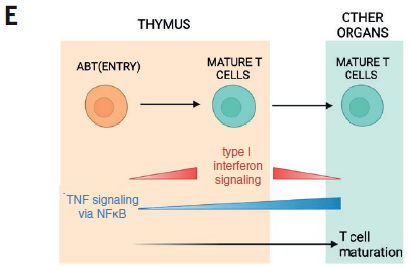 E
THYMUS
CTHER
ORGANS
ABT(ENTRY)
MATURE T
CELLS
MATURE T
CELLS
type I
interferon
signaling
TNF signaling
via NFκB
T cell
maturation